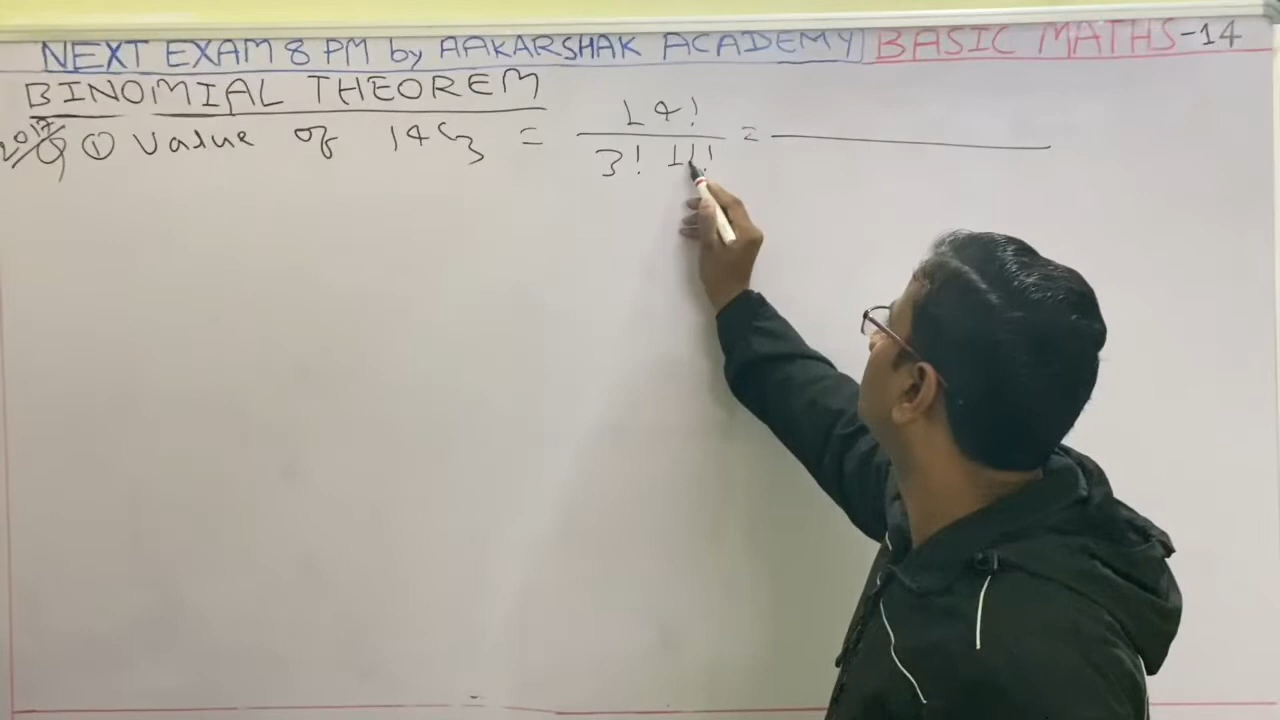 NEXT EXAM 8 PM by AAKARSHAK ACADEMY BASIC MATHS-14
BINOMIAL THEOREM
2017 Q ① Value of 14C3 = 14! / 3! 11! =